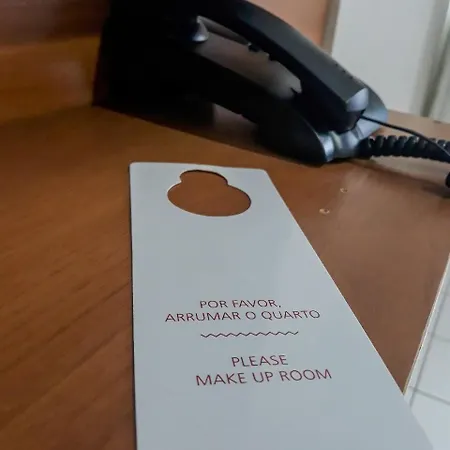 POR FAVOR,
ARRUMAR O QUARTO
PLEASE
MAKE UP ROOM